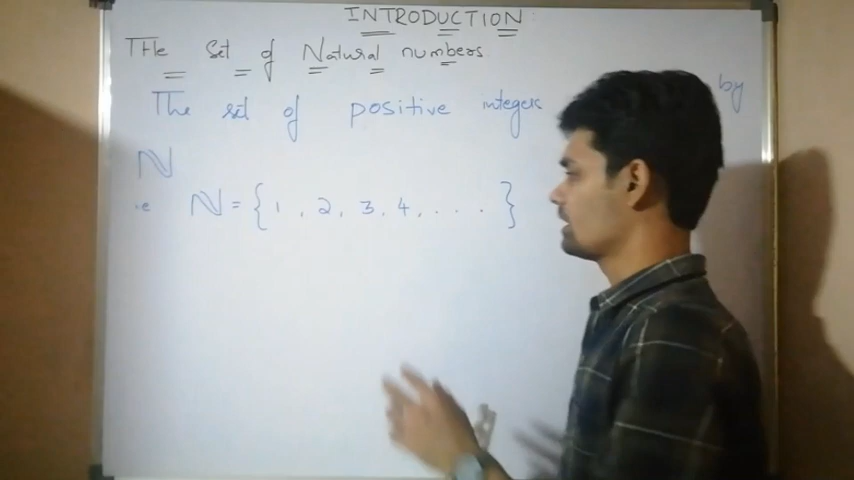 INTRODUCTION
THe Set of Natural numbers
The set of positive integers by
ℕ
i.e ℕ = { 1 , 2 , 3 , 4 , . . . . }